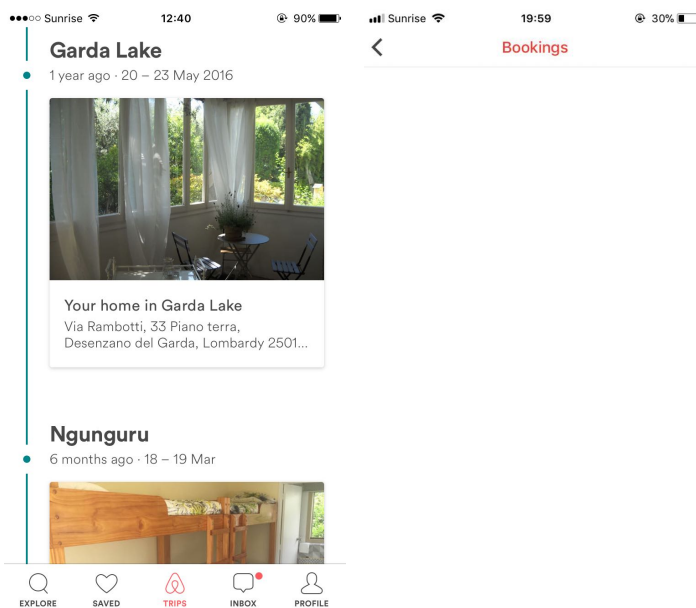 Sunrise 12:40 90%
Garda Lake
1 year ago · 20 – 23 May 2016
Your home in Garda Lake
Via Rambotti, 33 Piano terra,
Desenzano del Garda, Lombardy 2501...
Ngunguru
6 months ago · 18 – 19 Mar
EXPLORE SAVED TRIPS INBOX PROFILE
Sunrise 19:59 30%
Bookings